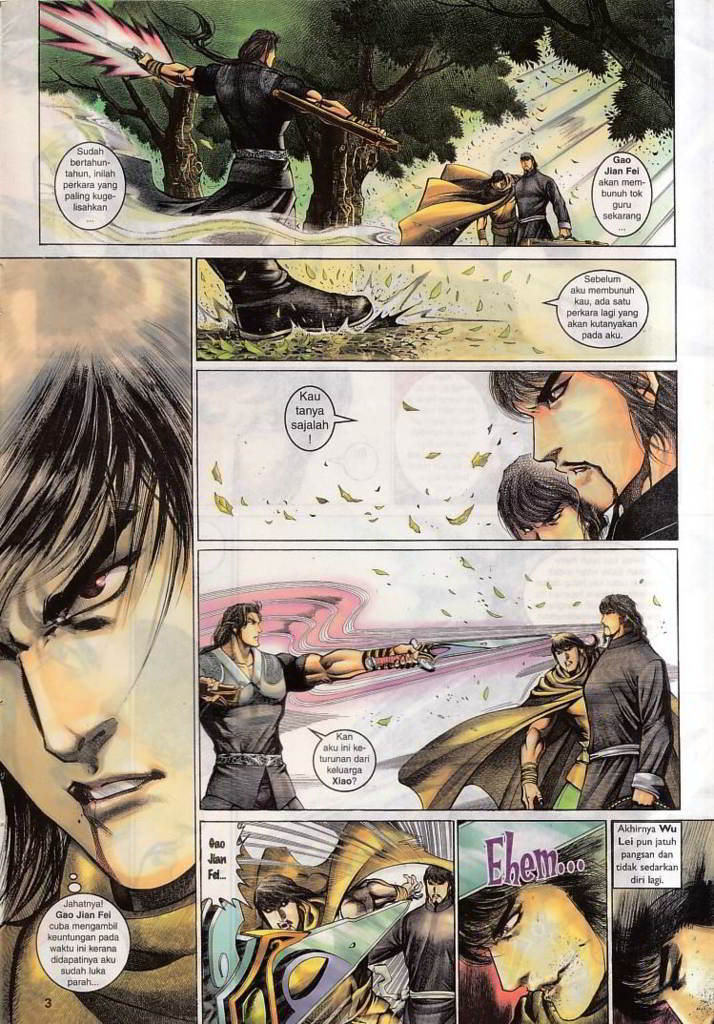 Sudah
bertahun-
tahun, inilah
perkara yang
paling kuge-
lisahkan
...
Gao
Jian Fei
akan mem-
bunuh tok
guru
sekarang
...
Sebelum
aku membunuh
kau, ada satu
perkara lagi yang
akan kutanyakan
pada aku.
Kau
tanya
sajalah
!
Kan
aku ini ke-
turunan dari
keluarga
Xiao?
Jahatnya!
Gao Jian Fei
cuba mengambil
keuntungan pada
waktu ini kerana
didapatinya aku
sudah luka
parah...
Gao
Jian
Fei...
Ehem...
Akhirnya Wu
Lei pun jatuh
pangsan dan
tidak sedarkan
diri lagi.
3